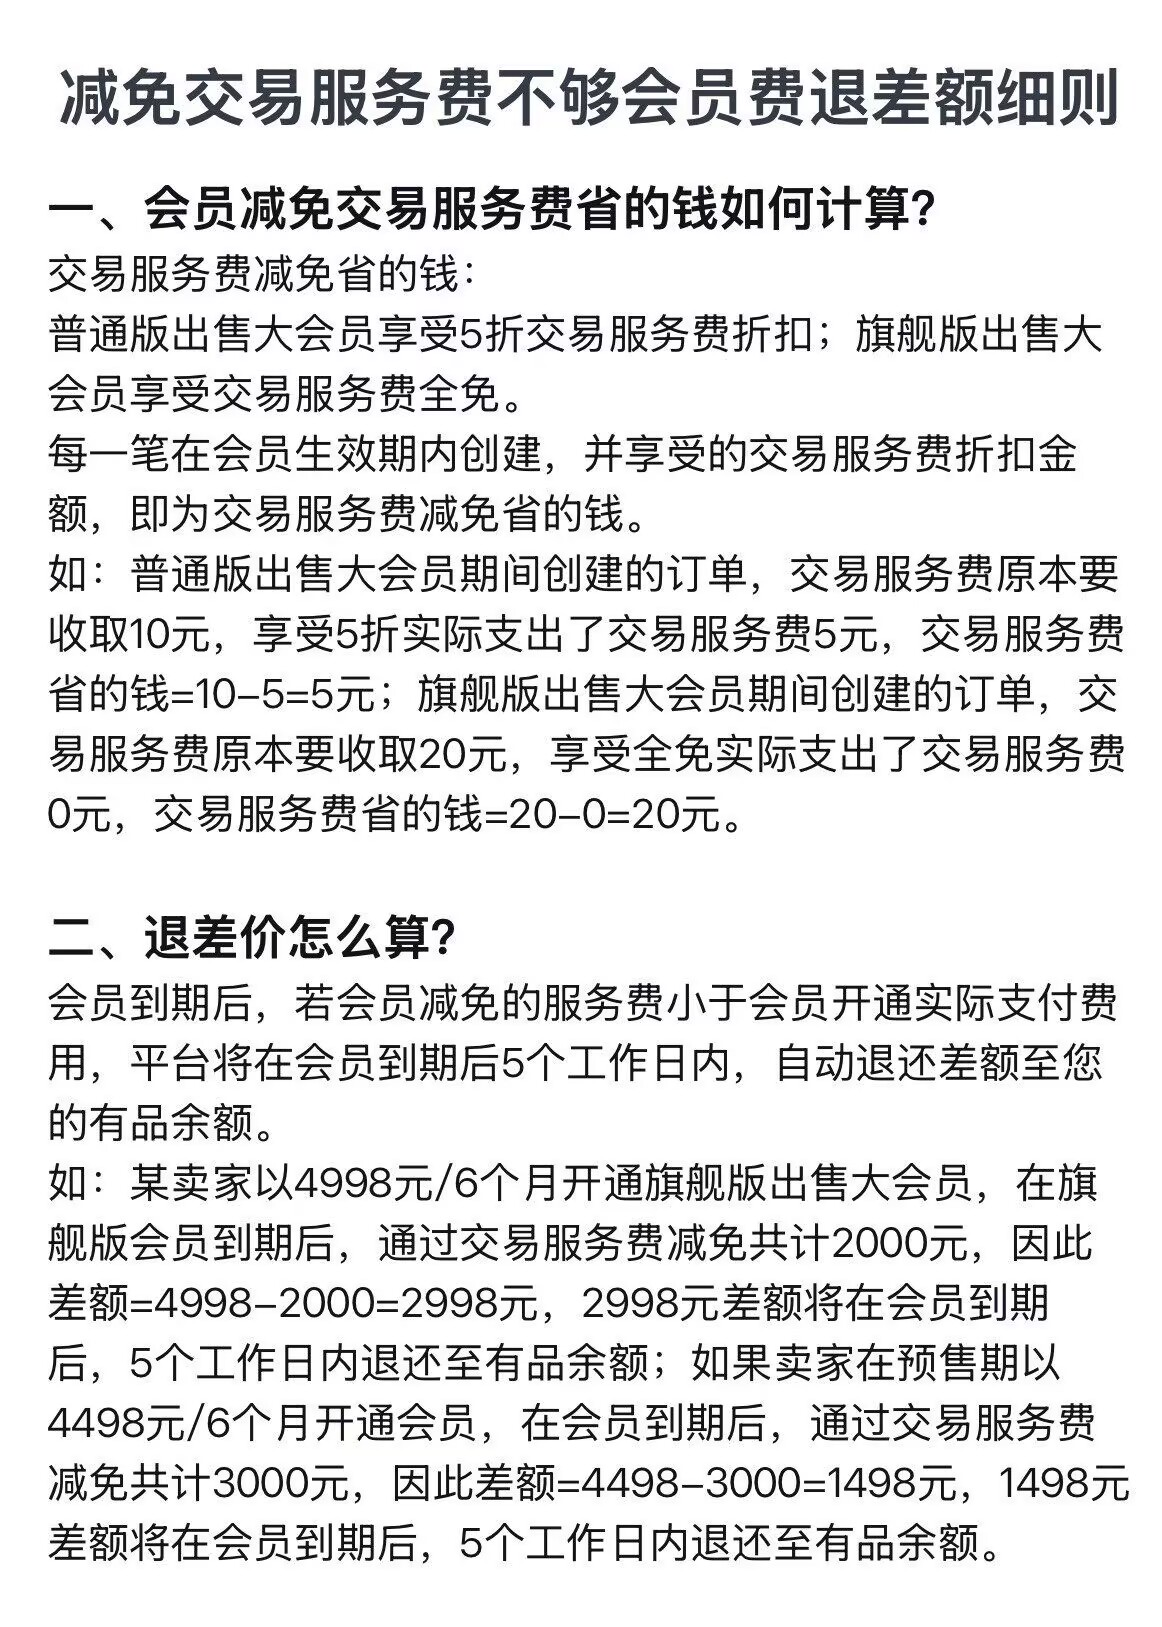 减免交易服务费不够会员费退差额细则
一、会员减免交易服务费省的钱如何计算?
交易服务费减免省的钱：
普通版出售大会员享受5折交易服务费折扣；旗舰版出售大
会员享受交易服务费全免。
每一笔在会员生效期内创建，并享受的交易服务费折扣金
额，即为交易服务费减免省的钱。
如：普通版出售大会员期间创建的订单，交易服务费原本要
收取10元，享受5折实际支出了交易服务费5元，交易服务费
省的钱=10-5=5元；旗舰版出售大会员期间创建的订单，交
易服务费原本要收取20元，享受全免实际支出了交易服务费
0元，交易服务费省的钱=20-0=20元。
二、退差价怎么算?
会员到期后，若会员减免的服务费小于会员开通实际支付费
用，平台将在会员到期后5个工作日内，自动退还差额至您
的有品余额。
如：某卖家以4998元/6个月开通旗舰版出售大会员，在旗
舰版会员到期后，通过交易服务费减免共计2000元，因此
差额=4998-2000=2998元，2998元差额将在会员到期
后，5个工作日内退还至有品余额；如果卖家在预售期以
4498元/6个月开通会员，在会员到期后，通过交易服务费
减免共计3000元，因此差额=4498-3000=1498元，1498元
差额将在会员到期后，5个工作日内退还至有品余额。